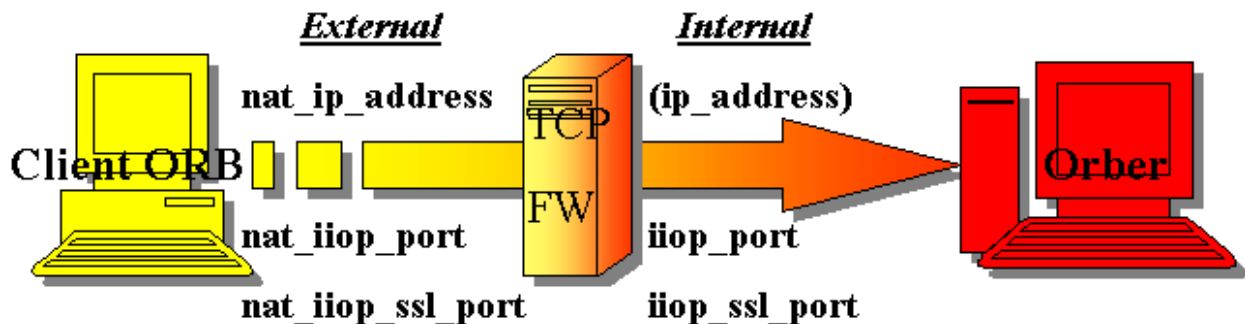 External
Internal
nat_ip_address
(ip_address)
TCP
Client ORB
Orber
FW
nat_iiop_port
iiop_port
nat_iiop_ssl_port
iiop_ssl_port